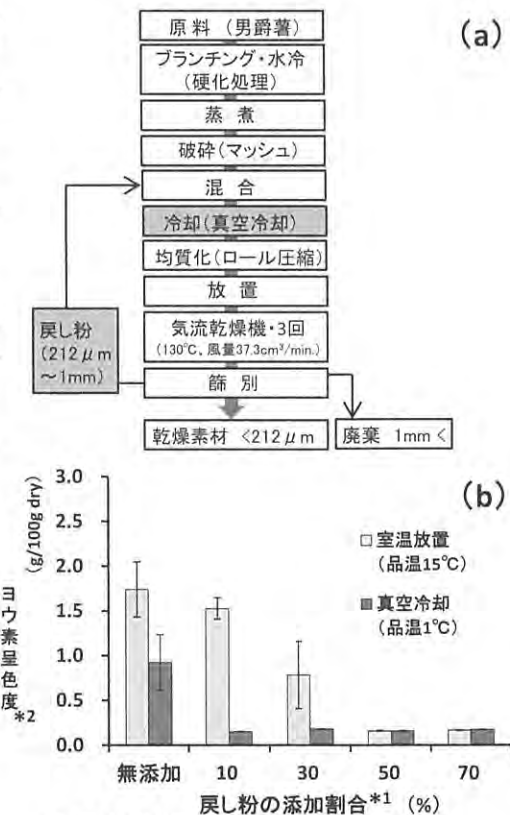 (a)
原料（男爵薯）
ブランチング・水冷
(硬化処理)
蒸 煮
破砕(マッシュ)
混 合
冷却(真空冷却)
均質化(ロール圧縮)
放 置
気流乾燥機・3回
(130℃、風量37.3cm³/min.)
篩 別
戻し粉
(212μm
～1mm)
乾燥素材 <212μm
廃棄 1mm <
(b)
(g/100g dry)
ヨウ素呈色度*2
3.0
2.5
2.0
1.5
1.0
0.5
0.0
室温放置
(品温15℃)
真空冷却
(品温1℃)
無添加 10 30 50 70
戻し粉の添加割合*1 (%)